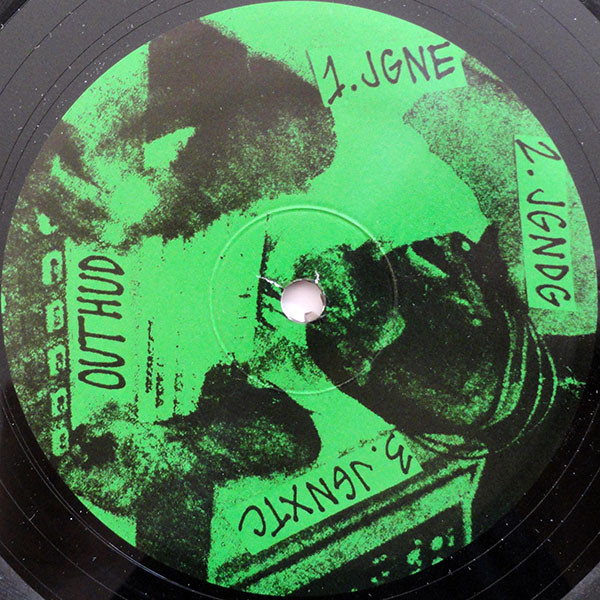 1. JGNE
2. JGNDG
3. JGNXTC
OUTHUD